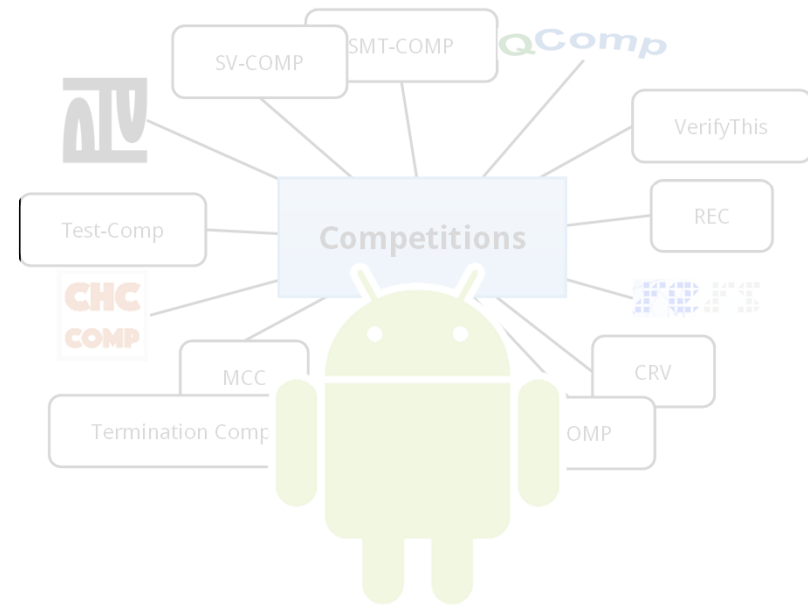 SMT-COMP
SV-COMP
QComp
VerifyThis
Test-Comp
REC
Competitions
CHC
COMP
MCC
CRV
Termination Comp
OMP